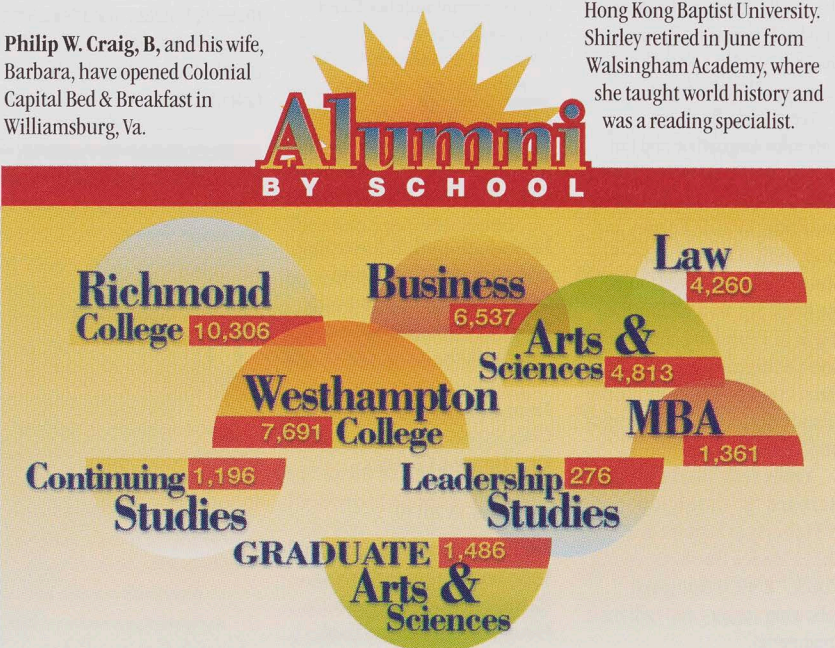 Philip W. Craig, B, and his wife,
Barbara, have opened Colonial
Capital Bed & Breakfast in
Williamsburg, Va.
Hong Kong Baptist University.
Shirley retired in June from
Walsingham Academy, where
she taught world history and
was a reading specialist.
Alumni
BY SCHOOL
Richmond
College 10,306
Business
6,537
Law
4,260
Arts &
Sciences 4,813
Westhampton
7,691 College
MBA
1,361
Continuing 1,196
Studies
Leadership 276
Studies
GRADUATE 1,486
Arts &
Sciences